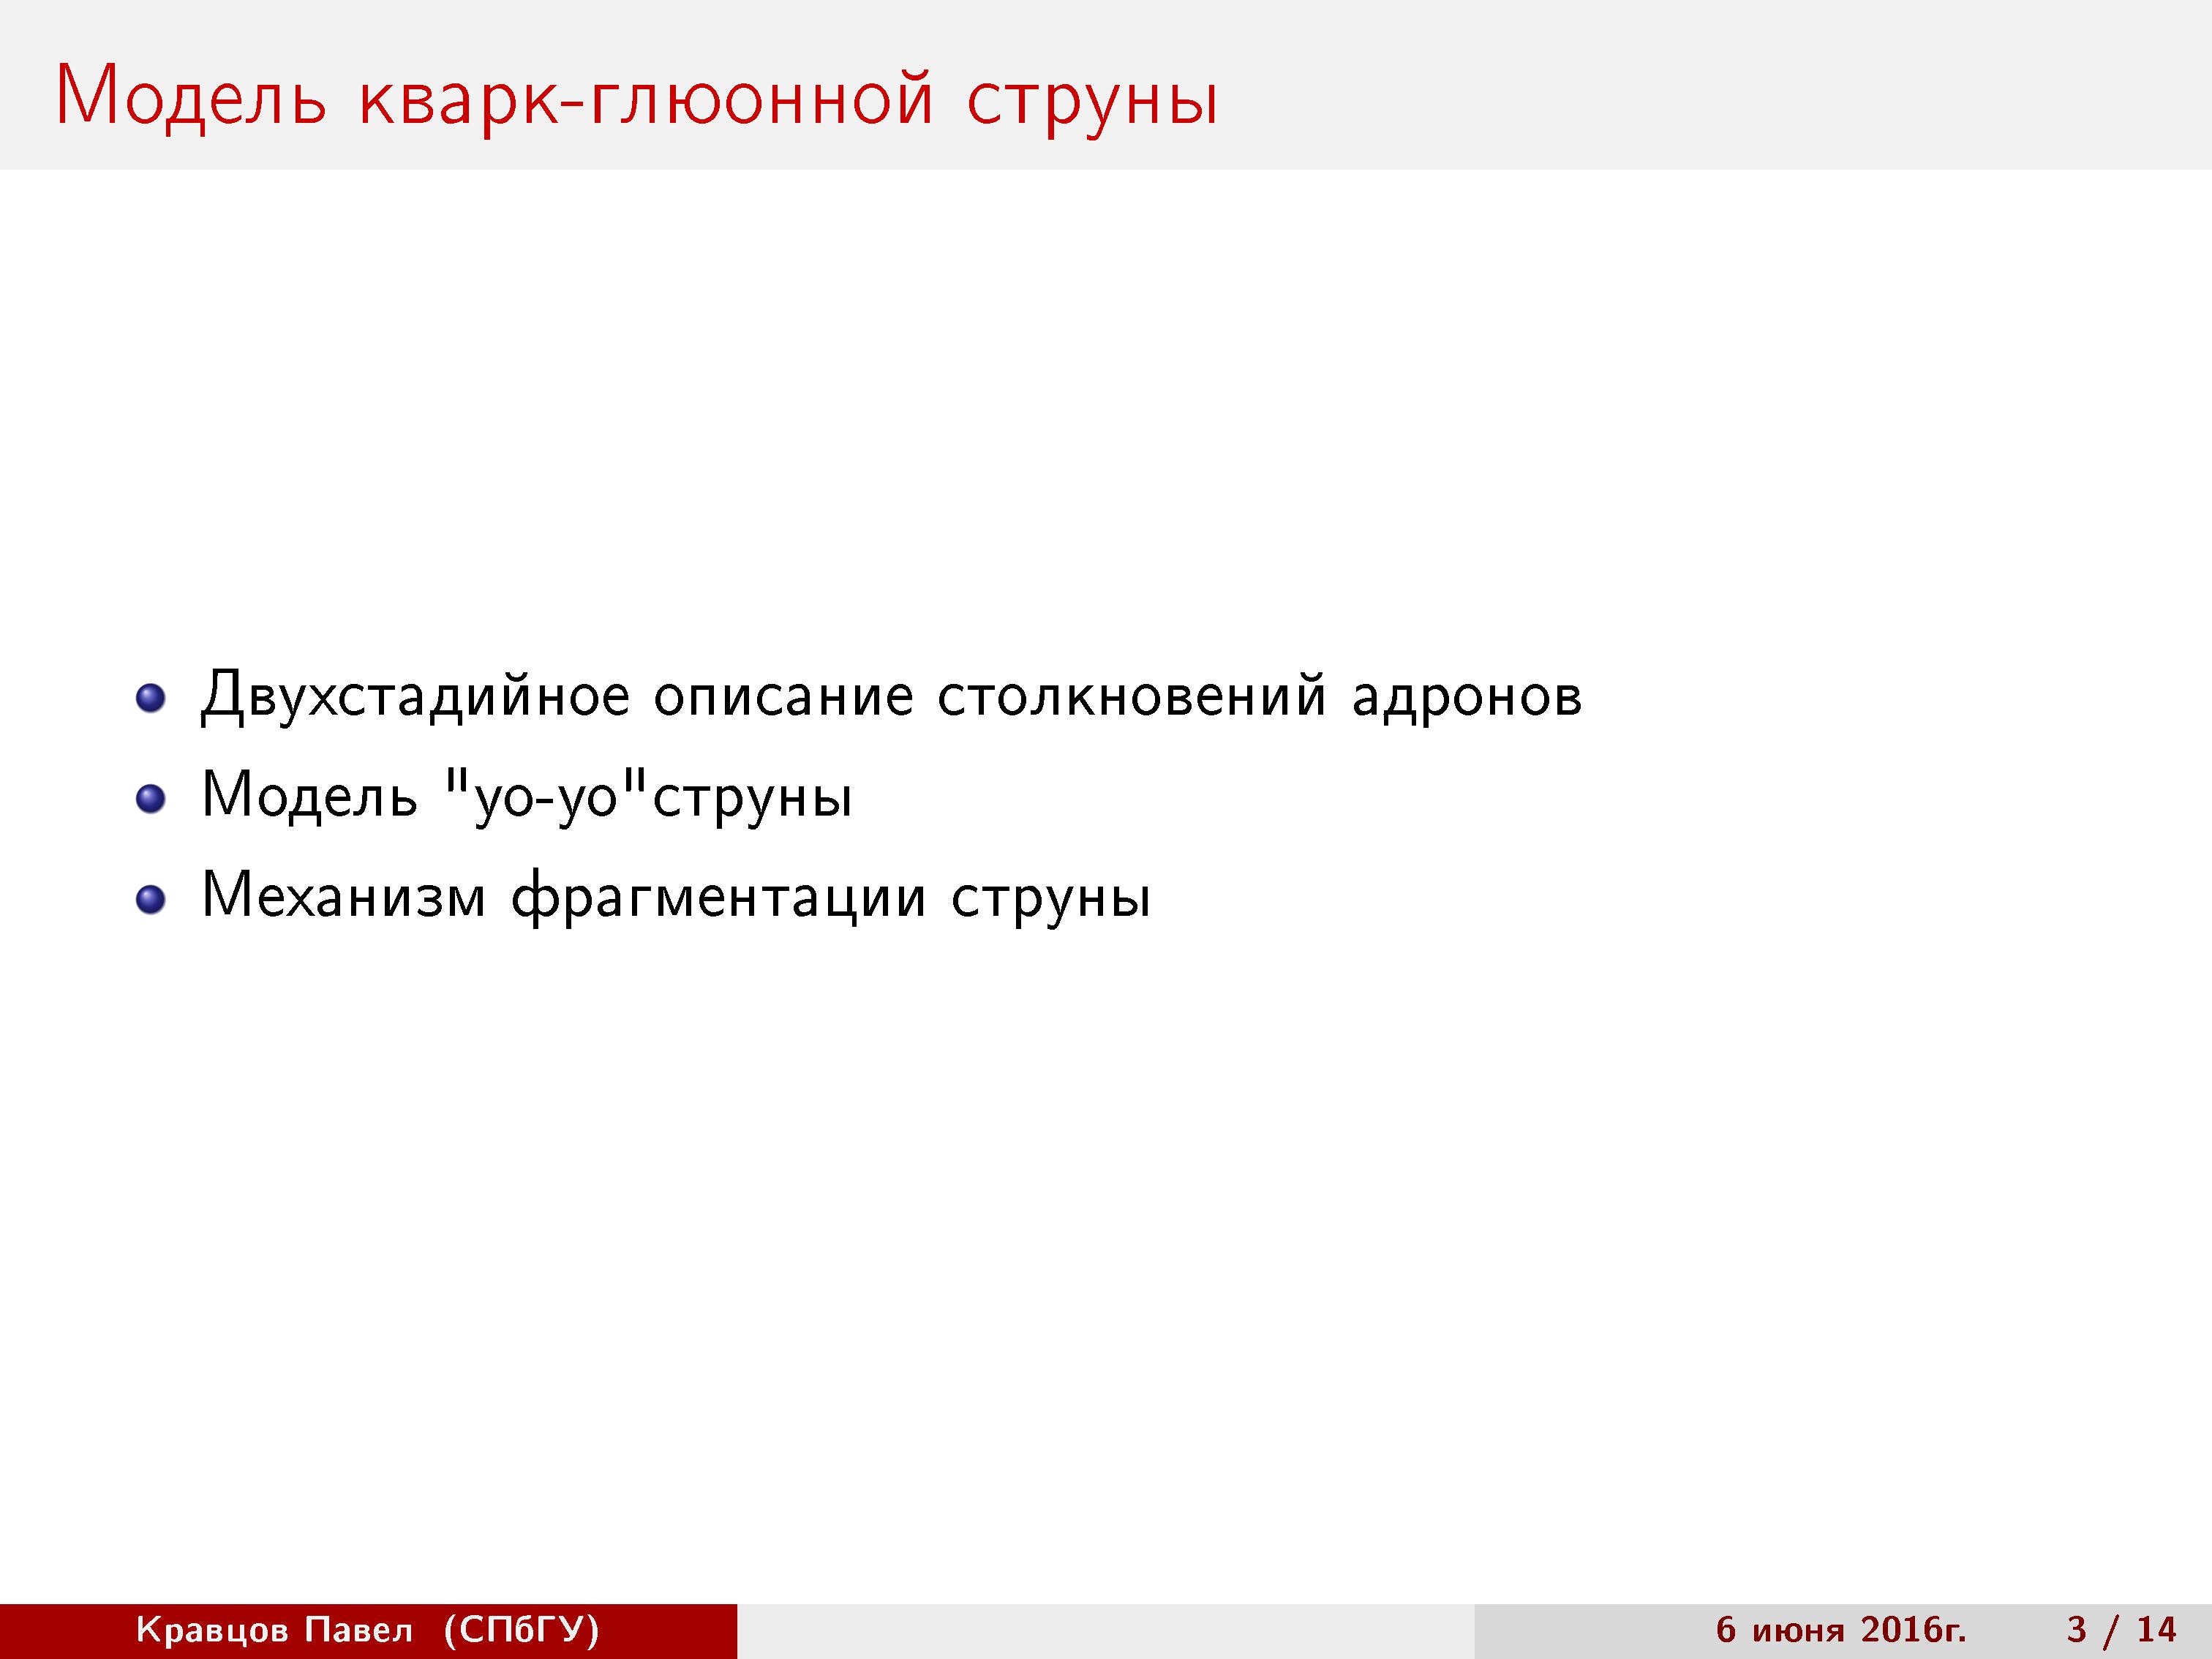 Модель кварк-глюонной струны
Двухстадийное описание столкновений адронов
Модель "yo-yo"струны
Механизм фрагментации струны
Кравцов Павел (СПбГУ)
6 июня 2016г.
3 / 14